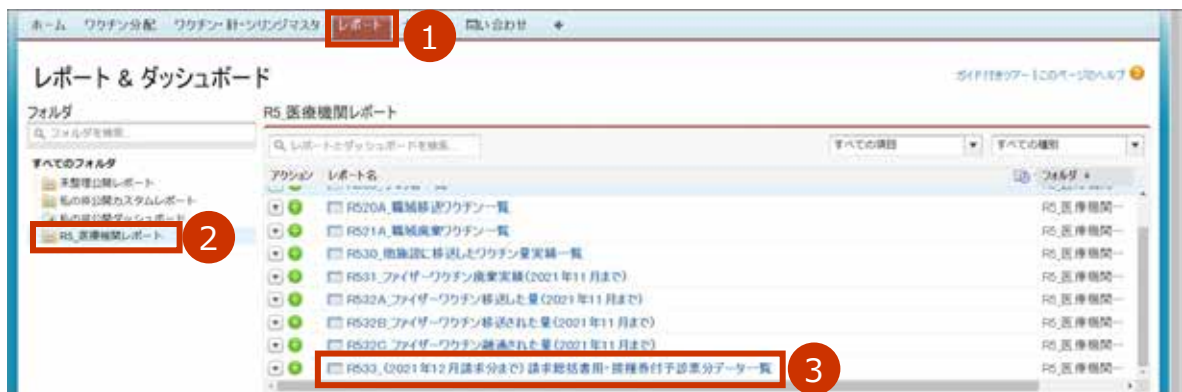 ホーム ワクチン分配 ワクチン・針・シリンジマスタ レポート 問い合わせ +
1
レポート & ダッシュボード
ガイド付きツアー | このページのヘルプ
フォルダ
R5_医療機関レポート
フォルダを検索...
レポートとダッシュボードを検索...
すべての項目 すべての種別
すべてのフォルダ
アクション レポート名 フォルダ
未整理公開レポート
私の非公開カスタムレポート
私の非公開ダッシュボード
R5_医療機関レポート
2
R520A_職域移送ワクチン一覧 R5_医療機関…
R521A_職域廃棄ワクチン一覧 R5_医療機関…
R530_他施設に移送したワクチン量実績一覧 R5_医療機関…
R531_ファイザーワクチン廃棄実績(2021年11月まで) R5_医療機関…
R532A_ファイザーワクチン移送した量(2021年11月まで) R5_医療機関…
R532B_ファイザーワクチン移送された量(2021年11月まで) R5_医療機関…
R532C_ファイザーワクチン融通された量(2021年11月まで) R5_医療機関…
R533_(2021年12月請求分まで)請求総括書用・接種券付予診票分データ一覧 R5_医療機関…
3